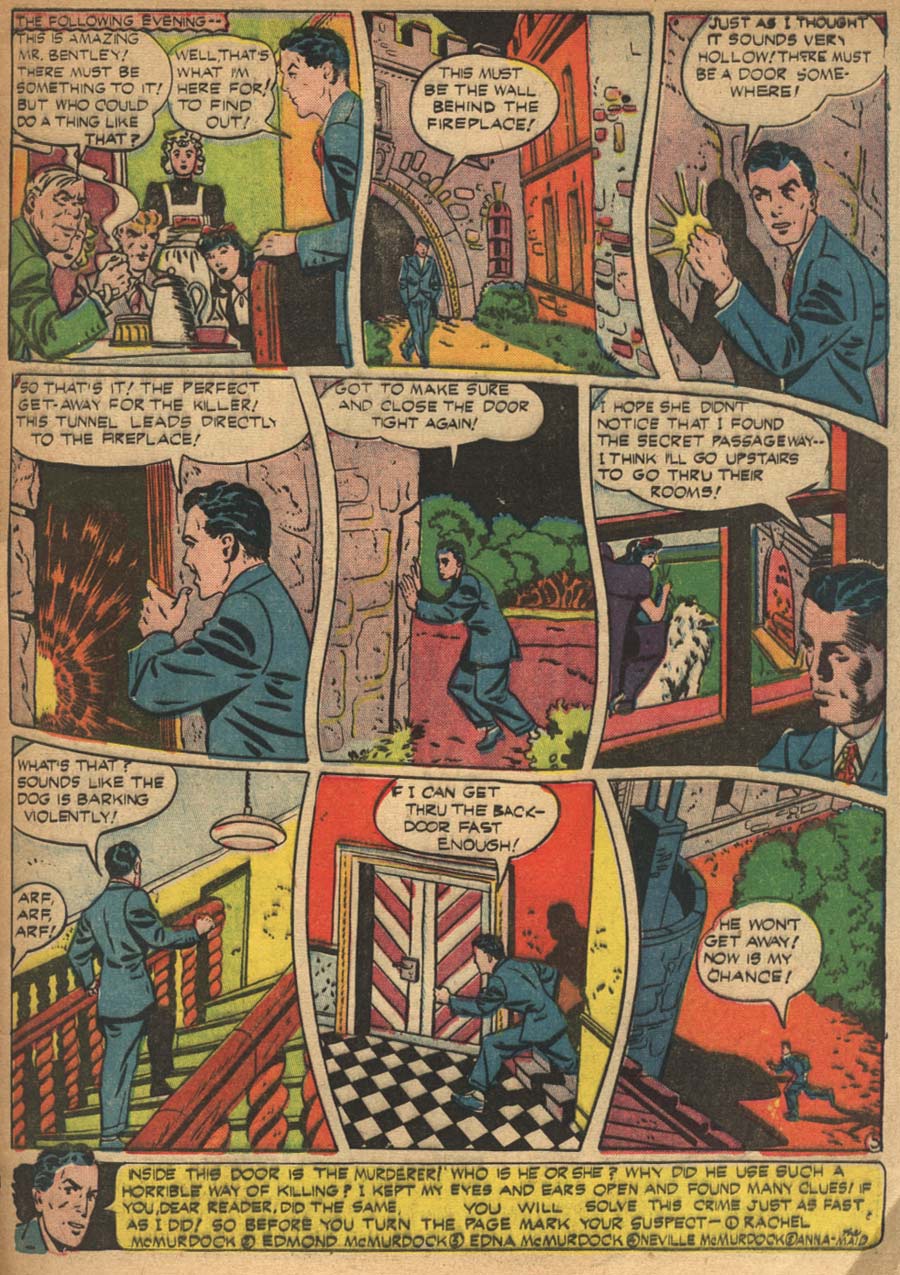 THE FOLLOWING EVENING--
THIS IS AMAZING
MR. BENTLEY!
THERE MUST BE
SOMETHING TO IT!
BUT WHO COULD
DO A THING LIKE
THAT?
WELL, THAT'S
WHAT I'M
HERE FOR!
TO FIND
OUT!
THIS MUST
BE THE WALL
BEHIND THE
FIREPLACE!
JUST AS I THOUGHT
IT SOUNDS VERY
HOLLOW! THERE MUST
BE A DOOR SOME-
WHERE!
SO THAT'S IT! THE PERFECT
GET-AWAY FOR THE KILLER!
THIS TUNNEL LEADS DIRECTLY
TO THE FIREPLACE!
GOT TO MAKE SURE
AND CLOSE THE DOOR
TIGHT AGAIN!
I HOPE SHE DIDN'T
NOTICE THAT I FOUND
THE SECRET PASSAGEWAY--
I THINK I'LL GO UPSTAIRS
TO GO THRU THEIR
ROOMS!
WHAT'S THAT?
SOUNDS LIKE THE
DOG IS BARKING
VIOLENTLY!
ARF,
ARF,
ARF!
IF I CAN GET
THRU THE BACK-
DOOR FAST
ENOUGH!
HE WON'T
GET AWAY!
NOW IS MY
CHANCE!
5
INSIDE THIS DOOR IS THE MURDERER! WHO IS HE OR SHE? WHY DID HE USE SUCH A
HORRIBLE WAY OF KILLING? I KEPT MY EYES AND EARS OPEN AND FOUND MANY CLUES! IF
YOU, DEAR READER, DID THE SAME, YOU WILL SOLVE THIS CRIME JUST AS FAST
AS I DID! SO BEFORE YOU TURN THE PAGE MARK YOUR SUSPECT- ① RACHEL
McMURDOCK ② EDMOND McMURDOCK ③ EDNA McMURDOCK ④ NEVILLE McMURDOCK ⑤ ANNA- THE MAID?